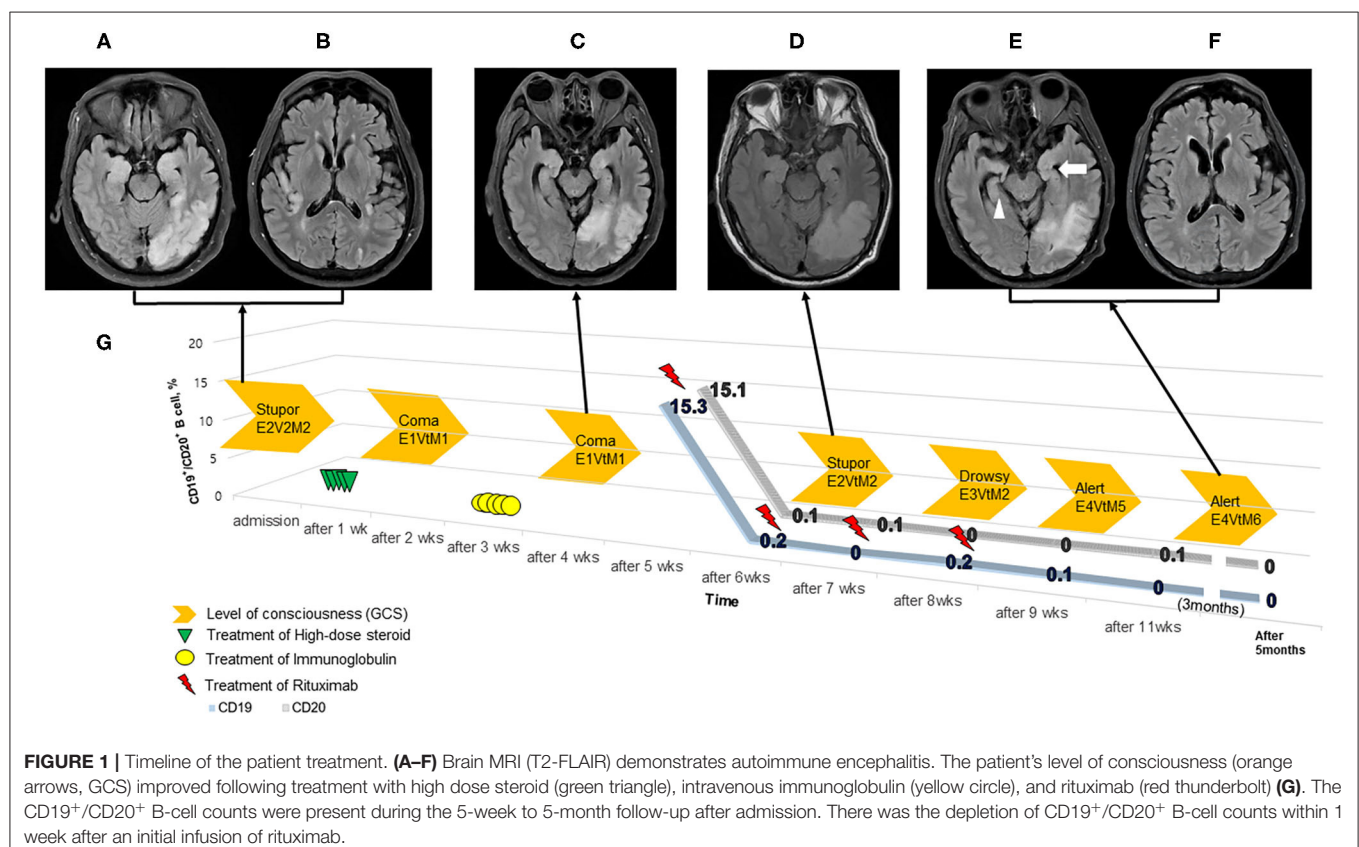 A B C D E F
G
CD19+/CD20+ B cell, %
20
15
10
5
0
Stupor
E2V2M2
Coma
E1VtM1
Coma
E1VtM1
15.3
15.1
Stupor
E2VtM2
Drowsy
E3VtM2
Alert
E4VtM5
Alert
E4VtM6
0.1 0.1 0 0 0.1 0
0.2 0 0.2 0.1 0 0
admission after 1 wk after 2 wks after 3 wks after 4 wks after 5 wks after 6wks after 7 wks after 8wks after 9 wks after 11wks (3months) After
5months
Time
Level of consciousness (GCS)
Treatment of High-dose steroid
Treatment of Immunoglobulin
Treatment of Rituximab
CD19 CD20
FIGURE 1 | Timeline of the patient treatment. (A–F) Brain MRI (T2-FLAIR) demonstrates autoimmune encephalitis. The patient's level of consciousness (orange
arrows, GCS) improved following treatment with high dose steroid (green triangle), intravenous immunoglobulin (yellow circle), and rituximab (red thunderbolt) (G). The
CD19+/CD20+ B-cell counts were present during the 5-week to 5-month follow-up after admission. There was the depletion of CD19+/CD20+ B-cell counts within 1
week after an initial infusion of rituximab.